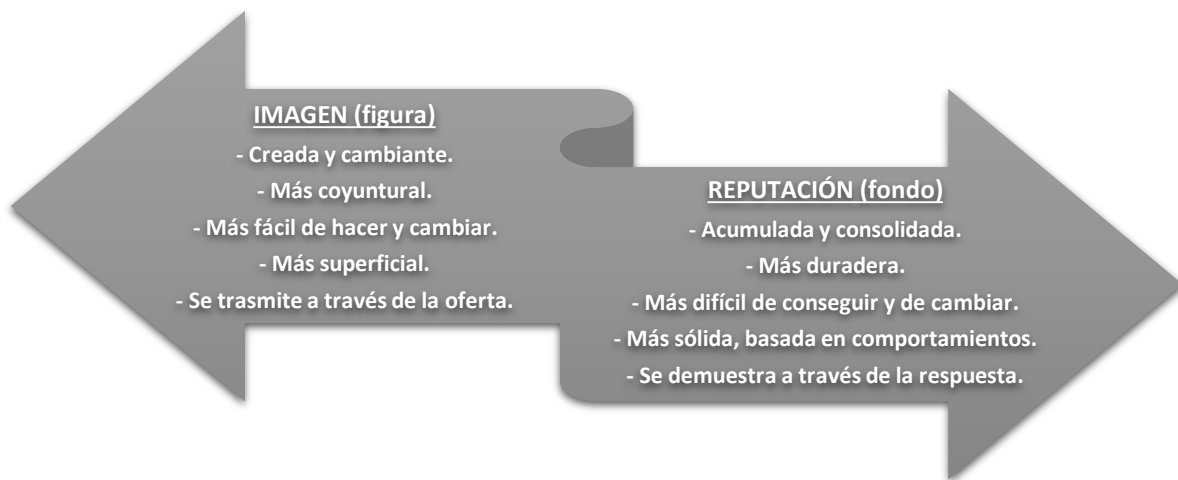 IMAGEN (figura)
- Creada y cambiante.
- Más coyuntural.
- Más fácil de hacer y cambiar.
- Más superficial.
- Se trasmite a través de la oferta.
REPUTACIÓN (fondo)
- Acumulada y consolidada.
- Más duradera.
- Más difícil de conseguir y de cambiar.
- Más sólida, basada en comportamientos.
- Se demuestra a través de la respuesta.